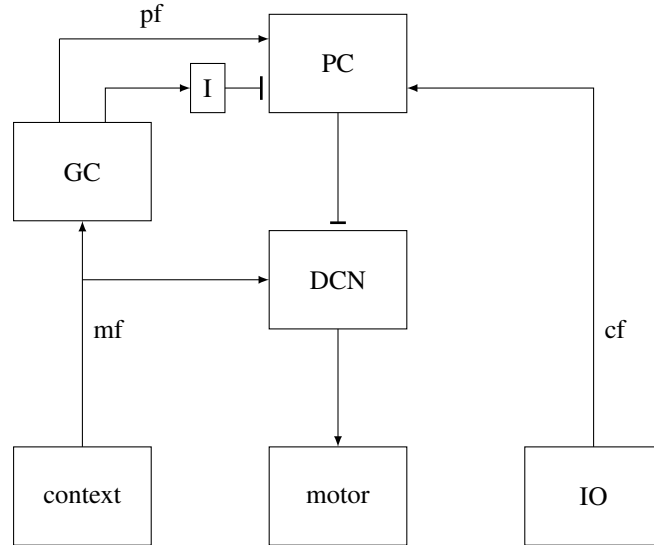 pf
PC
I
GC
DCN
mf
cf
context
motor
IO